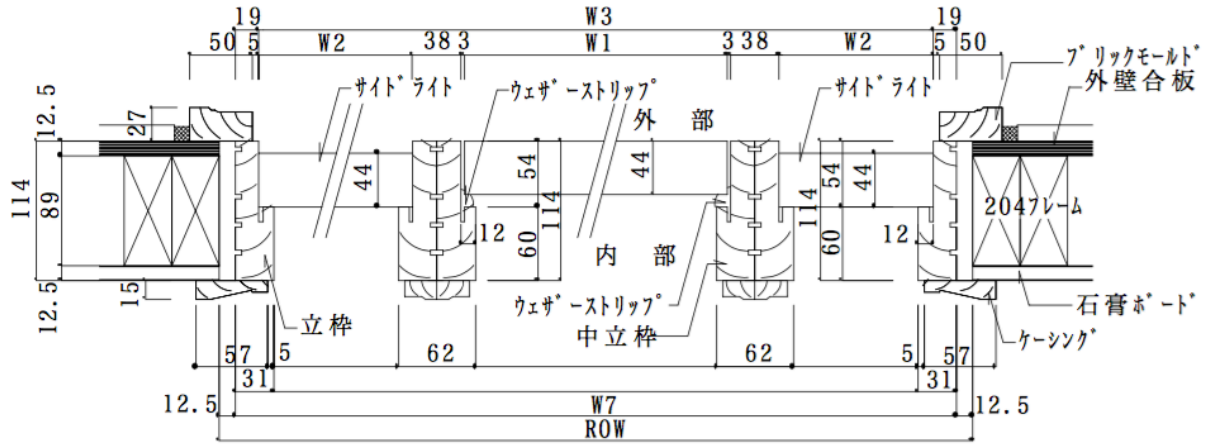 19 W3 19
50 5 W2 38 3 W1 3 38 W2 5 50
ブリックモールド
外壁合板
サイドライト
ウェザーストリップ
サイドライト
外 部
12.5
27
114
89
44
54
114
44
114
54
44
204フレーム
12
60
内 部
60
12
12.5
15
ウェザーストリップ
立枠
中立枠
石膏ボード
ケーシング
57 5 62 62 5 57
31 31
12.5 W7 12.5
ROW